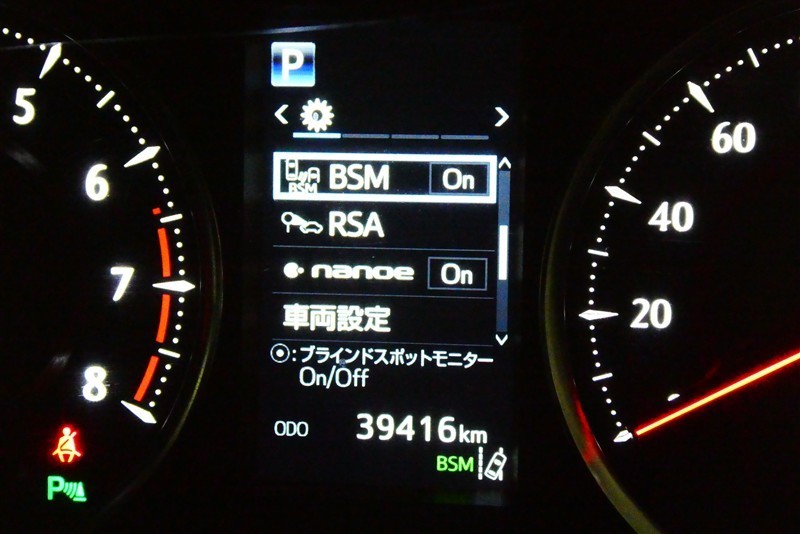 P
BSM
BSM On
RSA
nanoe On
車両設定
:ブラインドスポットモニター
On/Off
ODO 39416km
BSM
5
6
7
8
P
60
40
20